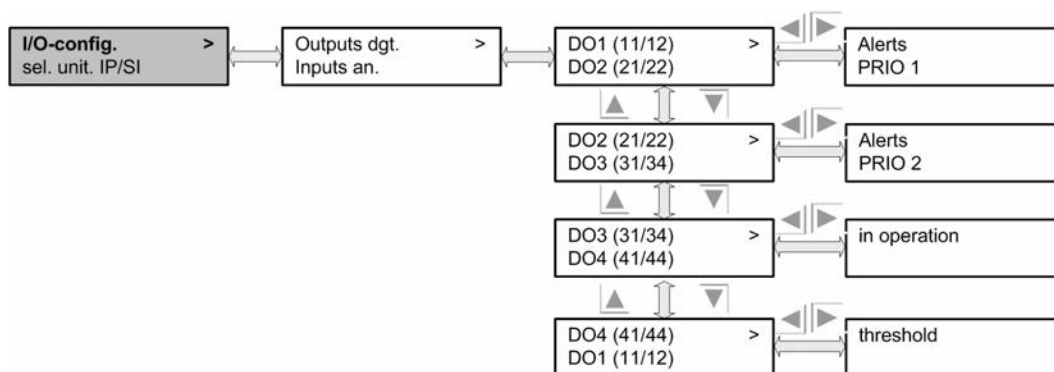 I/O-config. >
sel. unit. IP/SI
Outputs dgt. >
Inputs an.
DO1 (11/12) >
DO2 (21/22)
Alerts
PRIO 1
DO2 (21/22) >
DO3 (31/34)
Alerts
PRIO 2
DO3 (31/34) >
DO4 (41/44)
in operation
DO4 (41/44) >
DO1 (11/12)
threshold